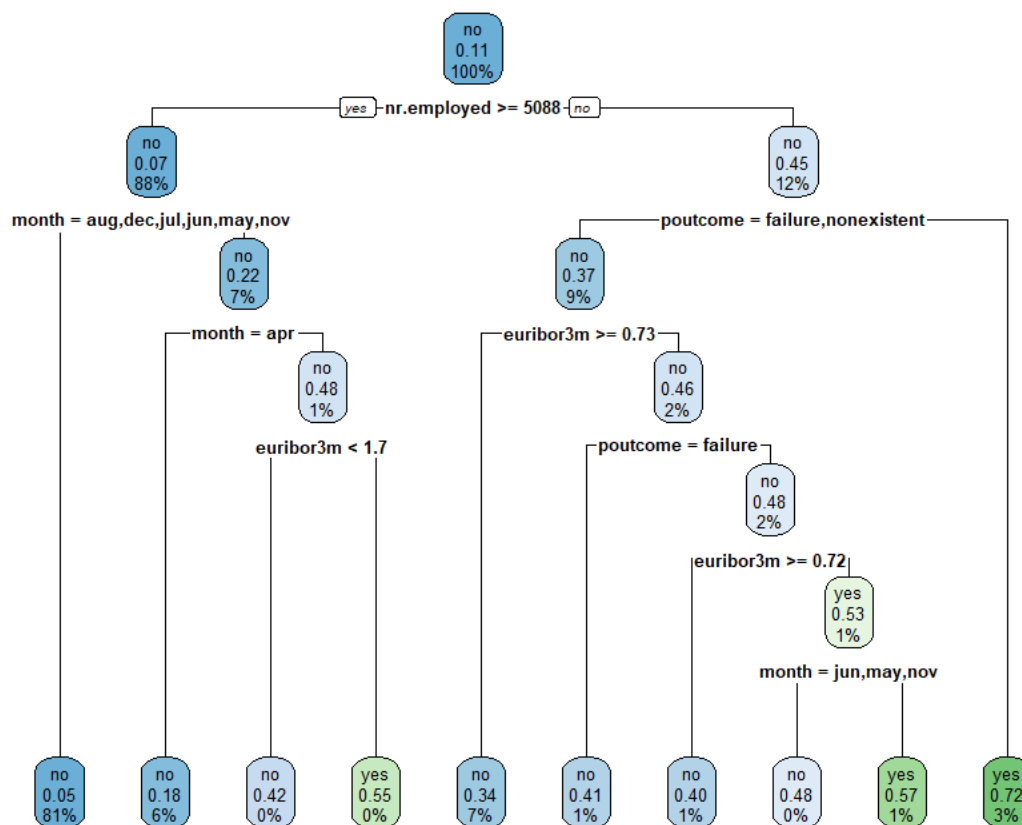 no
0.11
100%
yes nr.employed >= 5088 no
no
0.07
88%
no
0.45
12%
month = aug,dec,jul,jun,may,nov
poutcome = failure,nonexistent
no
0.22
7%
no
0.37
9%
month = apr
euribor3m >= 0.73
no
0.48
1%
no
0.46
2%
euribor3m < 1.7
poutcome = failure
no
0.48
2%
euribor3m >= 0.72
yes
0.53
1%
month = jun,may,nov
no
0.05
81%
no
0.18
6%
no
0.42
0%
yes
0.55
0%
no
0.34
7%
no
0.41
1%
no
0.40
1%
no
0.48
0%
yes
0.57
1%
yes
0.72
3%